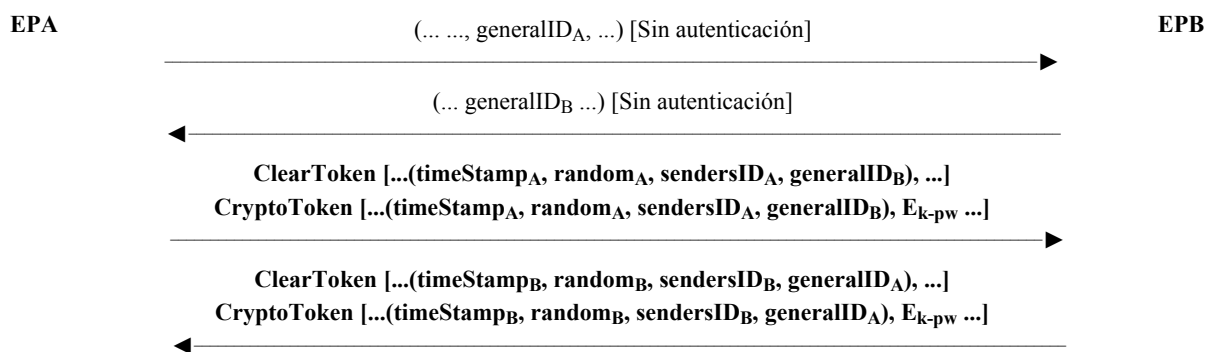 EPA (... ..., generalIDA, ...) [Sin autenticación] EPB
(... generalIDB ...) [Sin autenticación]
ClearToken [...(timeStampA, randomA, sendersIDA, generalIDB), ...]
CryptoToken [...(timeStampA, randomA, sendersIDA, generalIDB), Ek-pw ...]
ClearToken [...(timeStampB, randomB, sendersIDB, generalIDA), ...]
CryptoToken [...(timeStampB, randomB, sendersIDB, generalIDA), Ek-pw ...]